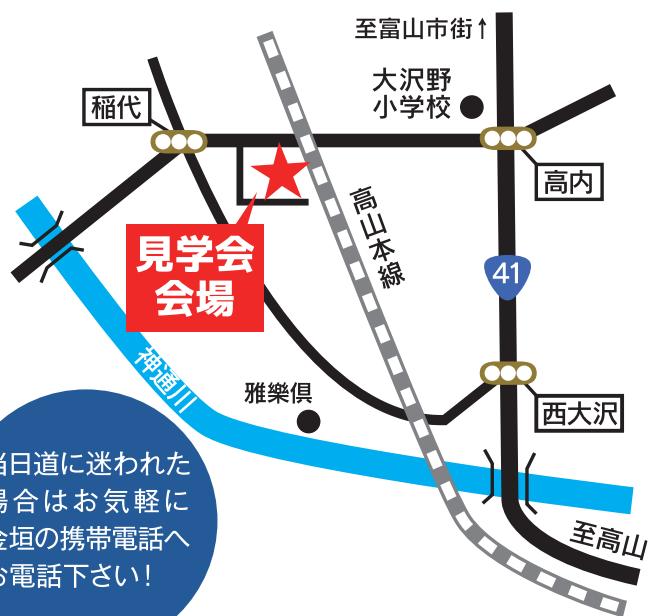 至富山市街↑
大沢野
小学校
稲代
高内
高山本線
41
見学会
会場
神通川
雅樂倶
西大沢
至高山
当日道に迷われた
場合はお気軽に
金垣の携帯電話へ
お電話下さい！